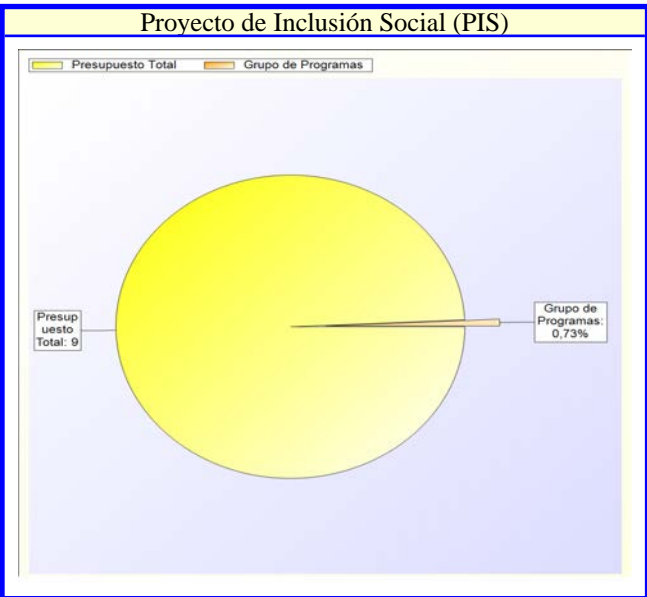 Proyecto de Inclusión Social (PIS)
Presupuesto Total Grupo de Programas
Presup
uesto
Total: 9
Grupo de
Programas:
0,73%